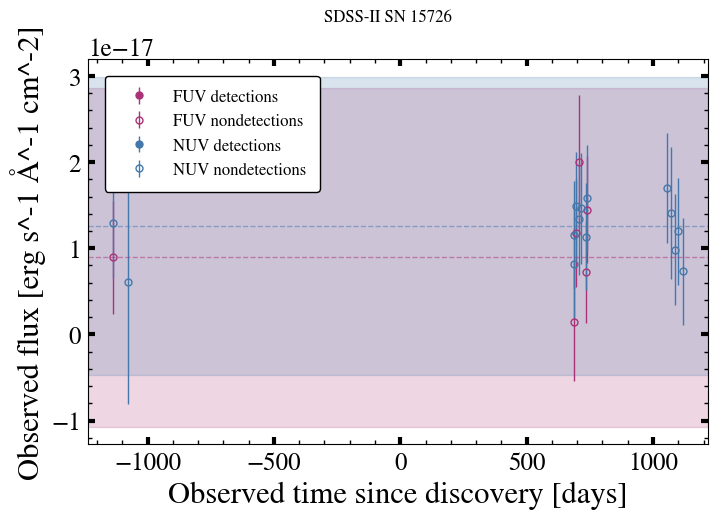 SDSS-II SN 15726
1e−17
3
2
1
0
−1
FUV detections
FUV nondetections
NUV detections
NUV nondetections
−1000
−500
0
500
1000
Observed time since discovery [days]
Observed flux [erg s^-1 Å^-1 cm^-2]